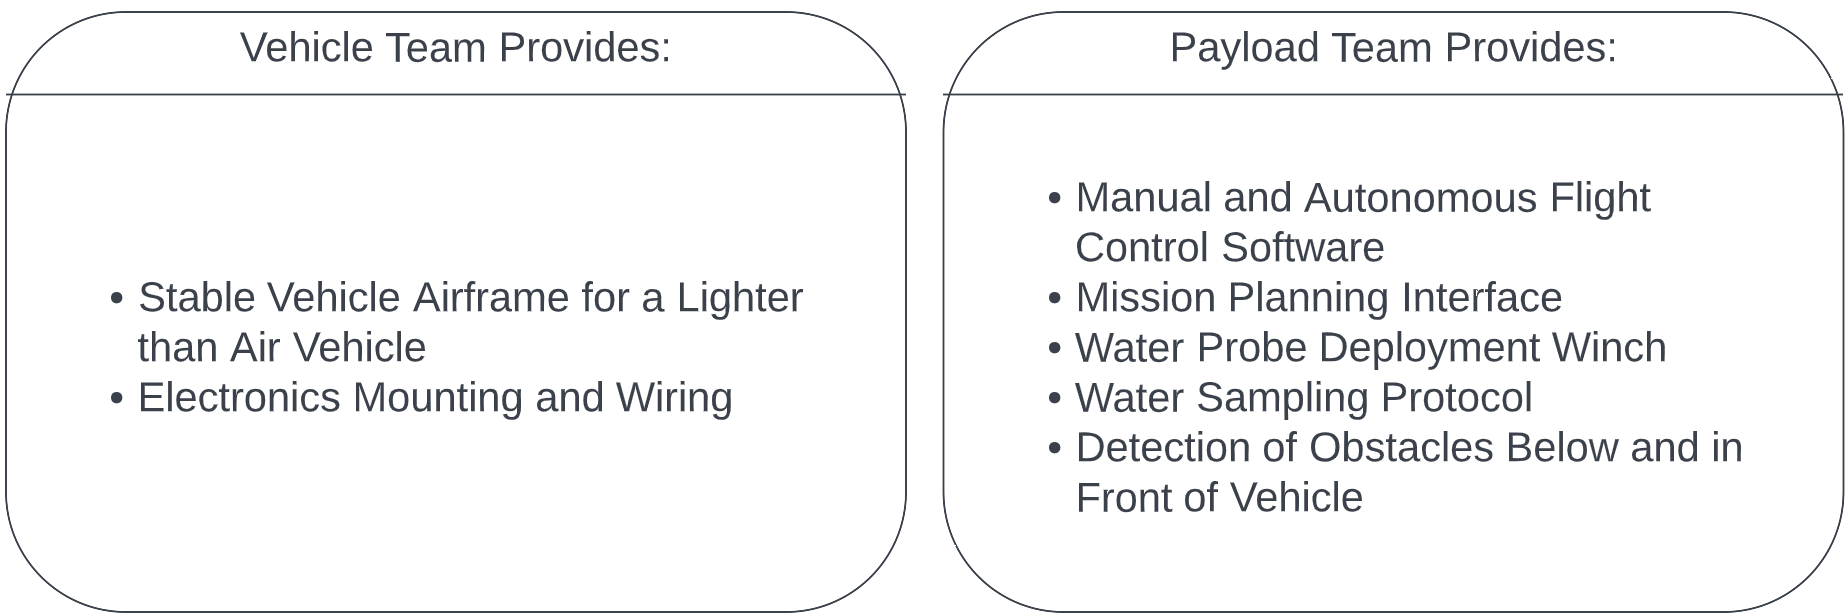 Vehicle Team Provides:
• Stable Vehicle Airframe for a Lighter
than Air Vehicle
• Electronics Mounting and Wiring
Payload Team Provides:
• Manual and Autonomous Flight
Control Software
• Mission Planning Interface
• Water Probe Deployment Winch
• Water Sampling Protocol
• Detection of Obstacles Below and in
Front of Vehicle